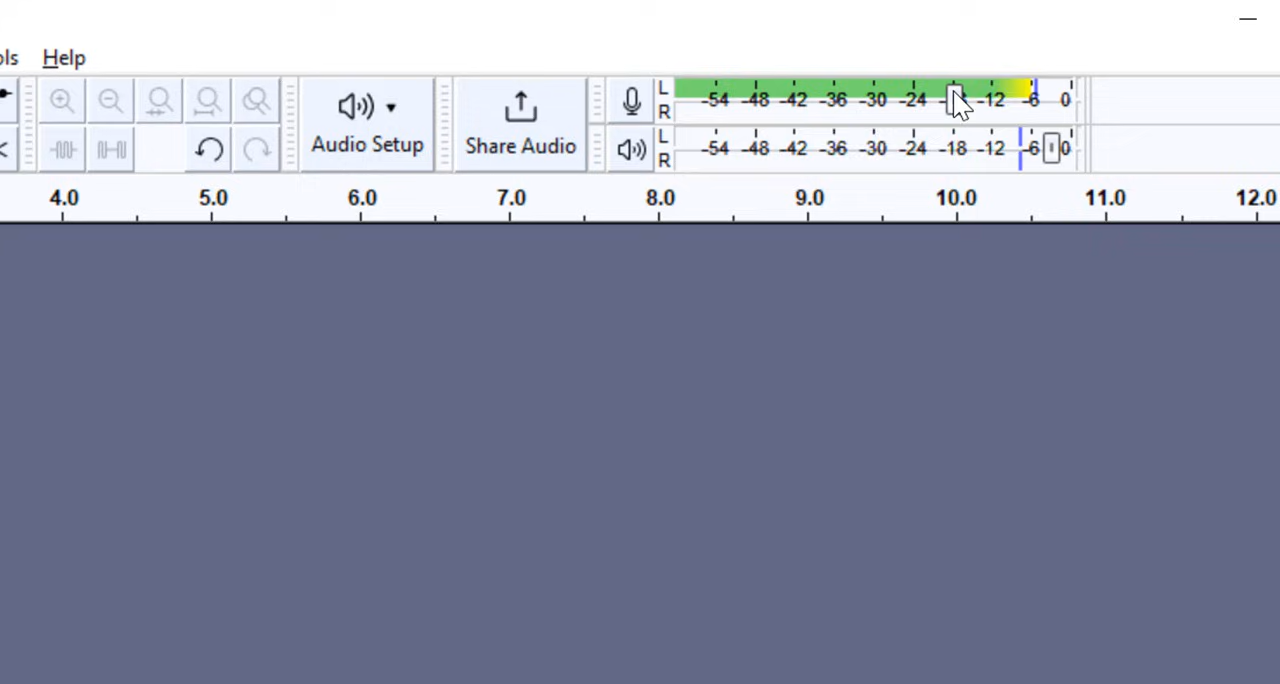 ols Help
L
-54 -48 -42 -36 -30 -24 -12 -6 0
R
Audio Setup
Share Audio
L
-54 -48 -42 -36 -30 -24 -18 -12 -6 0
R
4.0 5.0 6.0 7.0 8.0 9.0 10.0 11.0 12.0